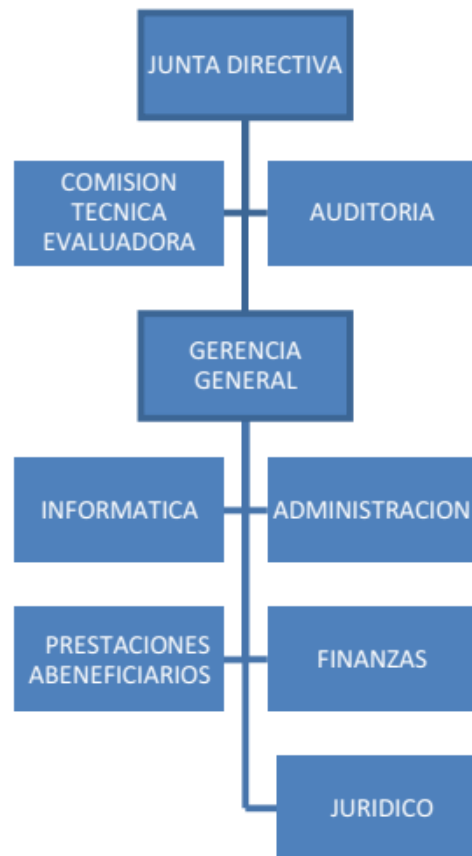 JUNTA DIRECTIVA
COMISION
TECNICA
EVALUADORA
AUDITORIA
GERENCIA
GENERAL
INFORMATICA
ADMINISTRACION
PRESTACIONES
ABENEFICIARIOS
FINANZAS
JURIDICO